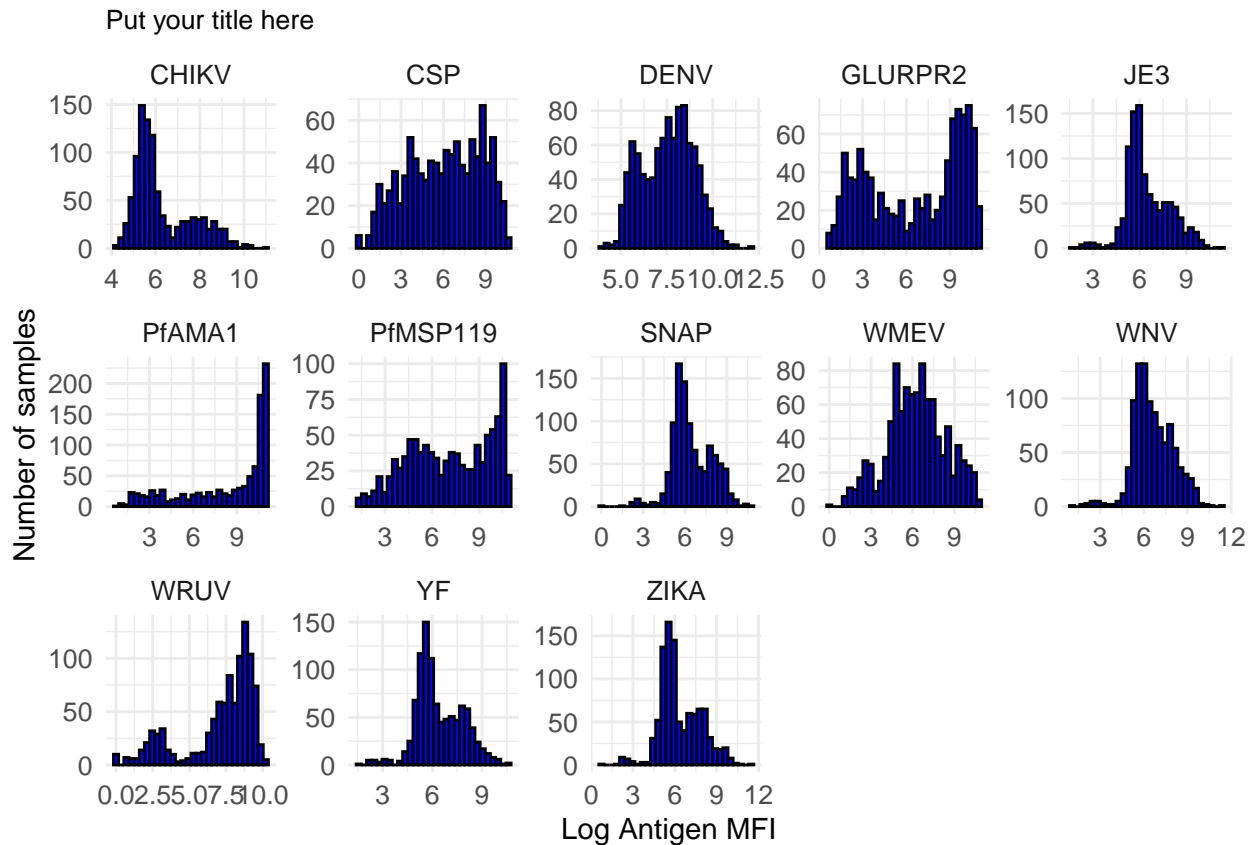 Put your title here
CHIKV CSP DENV GLURPR2 JE3
150
100
50
0
4 6 8 10
60
40
20
0
0 3 6 9
80
60
40
20
0
5.0 7.5 10.0 12.5
60
40
20
0
0 3 6 9
150
100
50
0
3 6 9
Number of samples
PfAMA1 PfMSP119 SNAP WMEV WNV
200
150
100
50
0
3 6 9
100
75
50
25
0
3 6 9
150
100
50
0
0 3 6 9
80
60
40
20
0
0 3 6 9
100
50
0
3 6 9 12
WRUV YF ZIKA
100
50
0
0.0 2.5 5.0 7.5 10.0
150
100
50
0
3 6 9
150
100
50
0
0 3 6 9 12
Log Antigen MFI